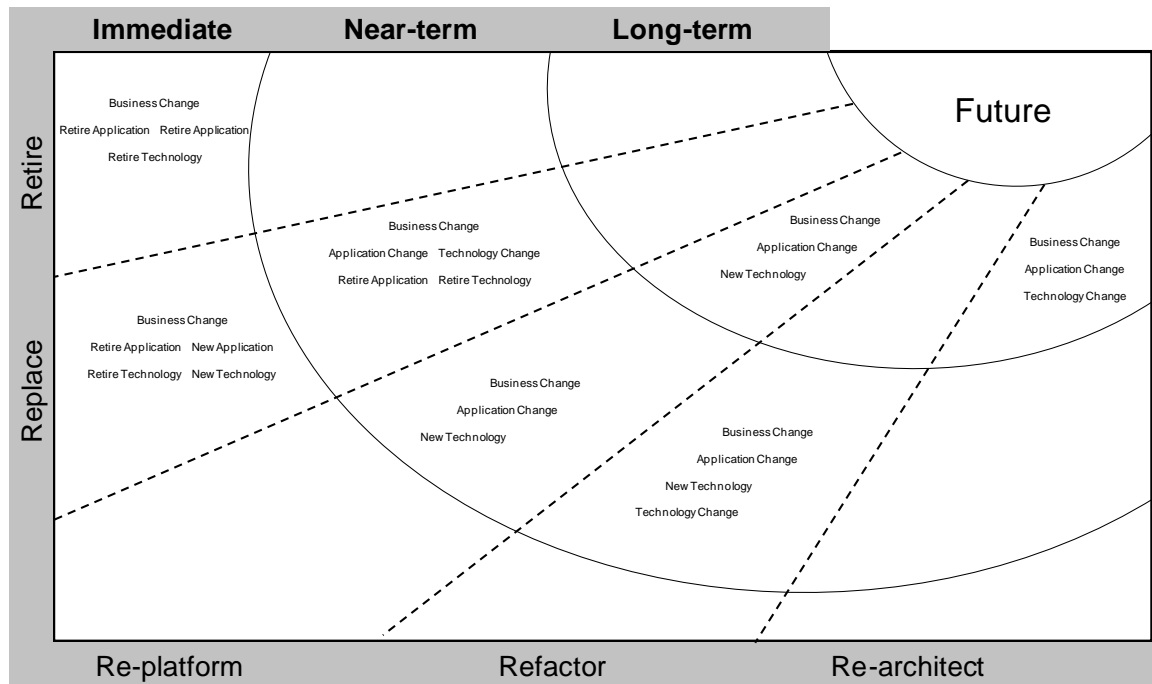 Immediate Near-term Long-term
Future
Retire
Business Change
Retire Application Retire Application
Retire Technology
Replace
Business Change
Retire Application New Application
Retire Technology New Technology
Business Change
Application Change Technology Change
Retire Application Retire Technology
Business Change
Application Change
New Technology
Business Change
Application Change
Technology Change
Business Change
Application Change
New Technology
Business Change
Application Change
New Technology
Technology Change
Re-platform Refactor Re-architect